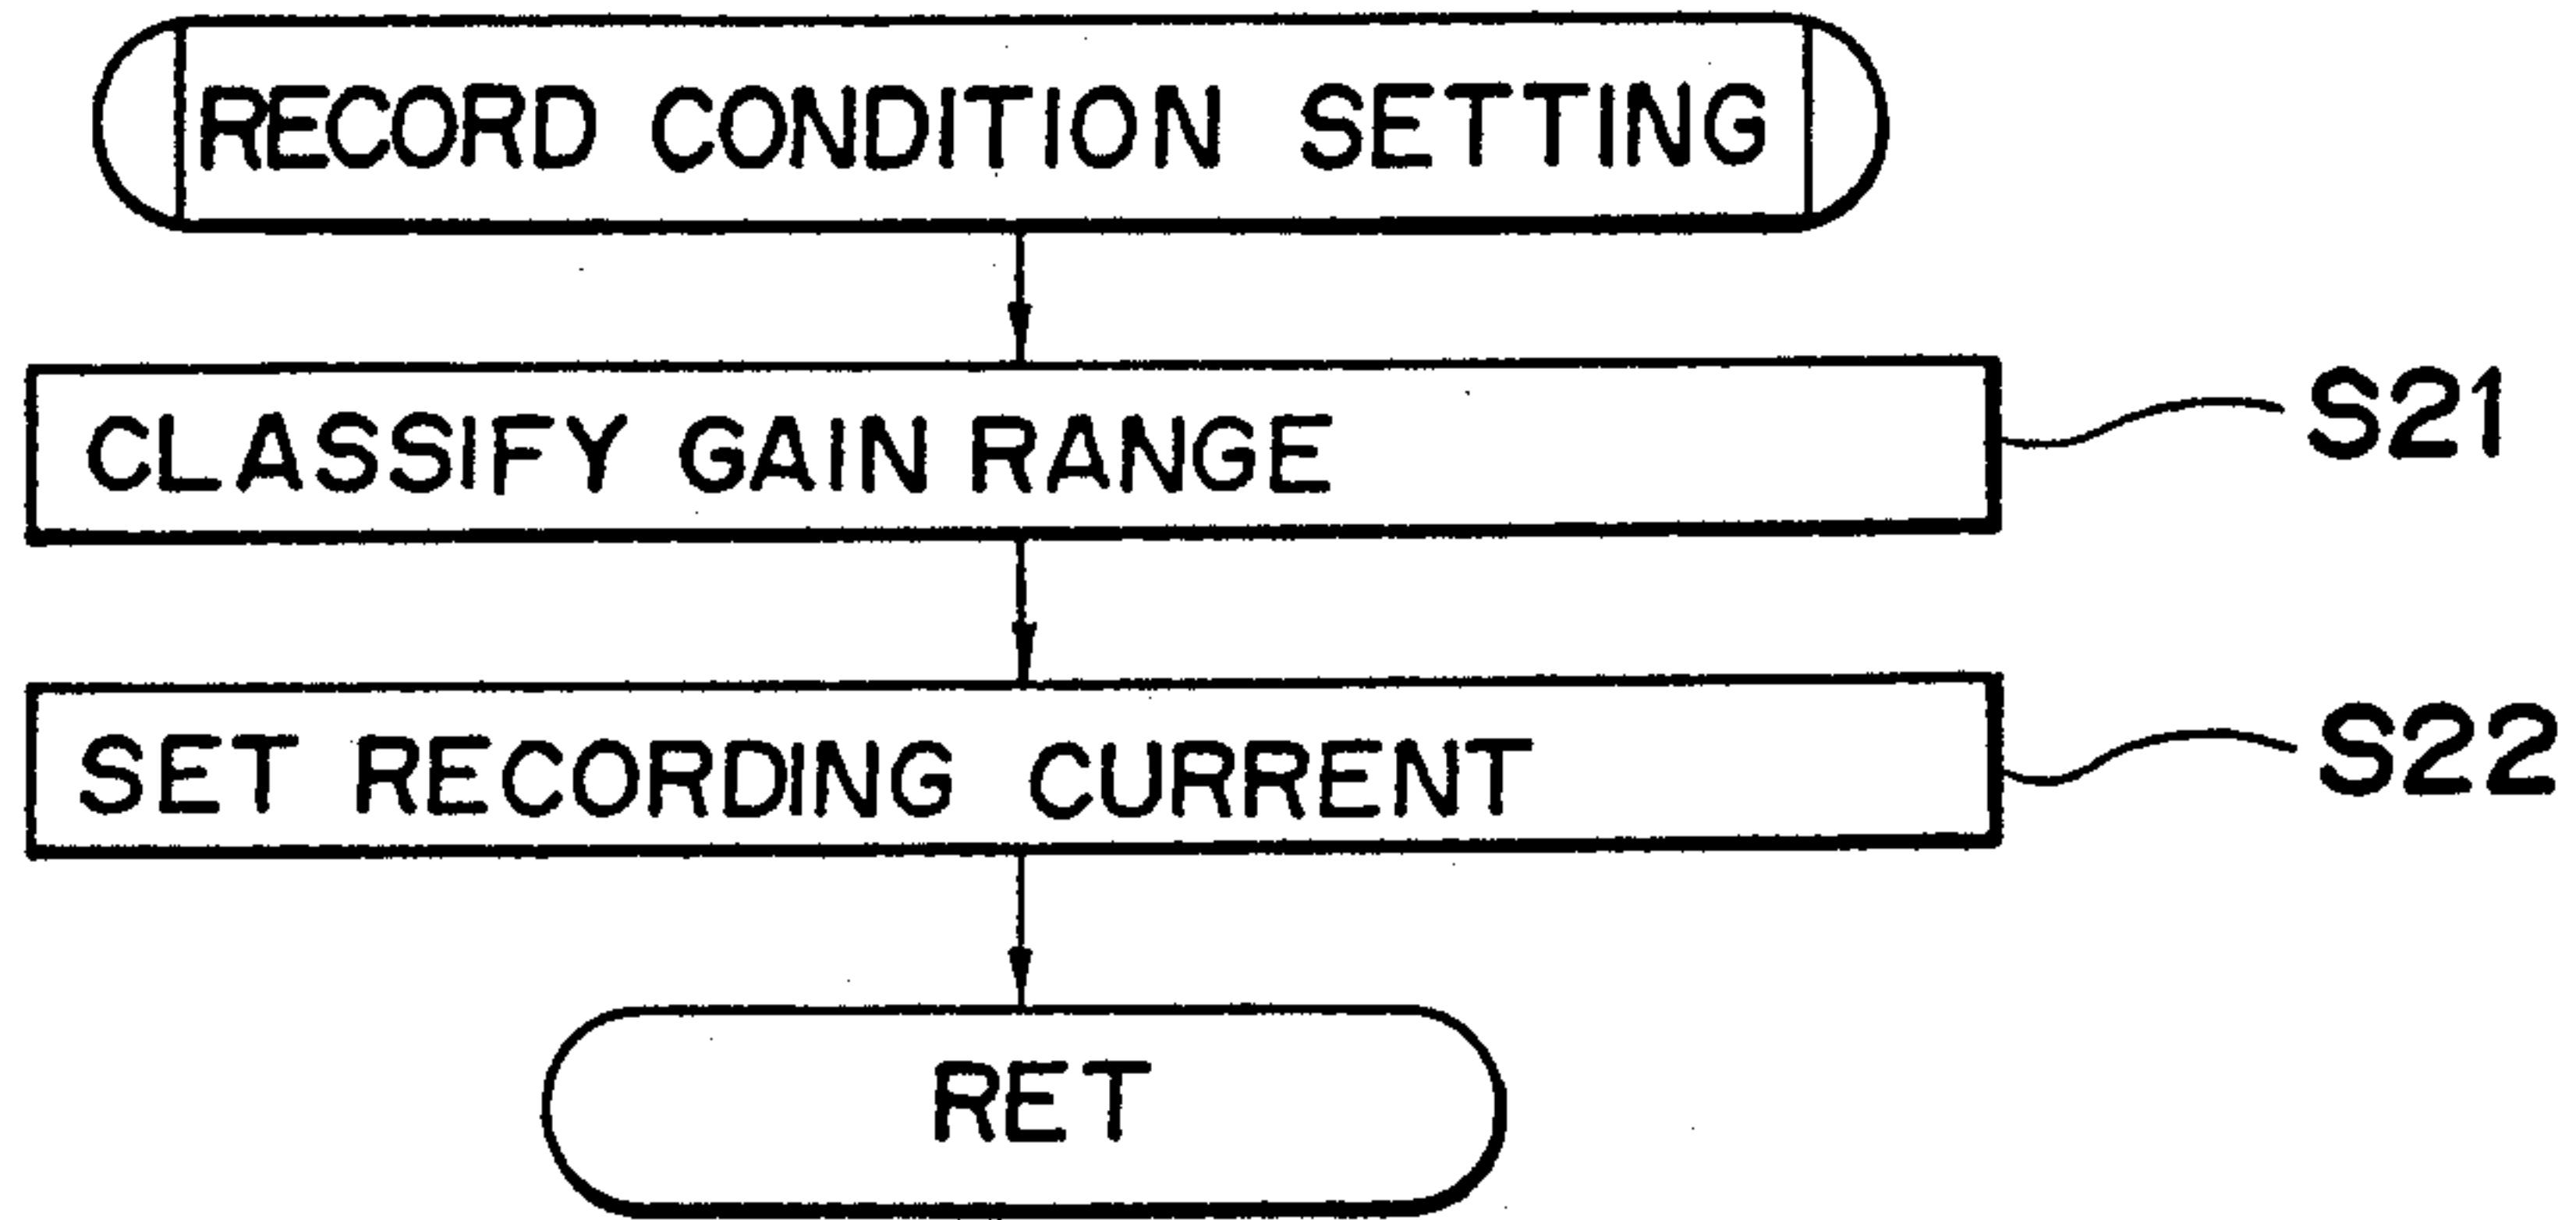 RECORD CONDITION SETTING
CLASSIFY GAIN RANGE
S21
SET RECORDING CURRENT
S22
RET